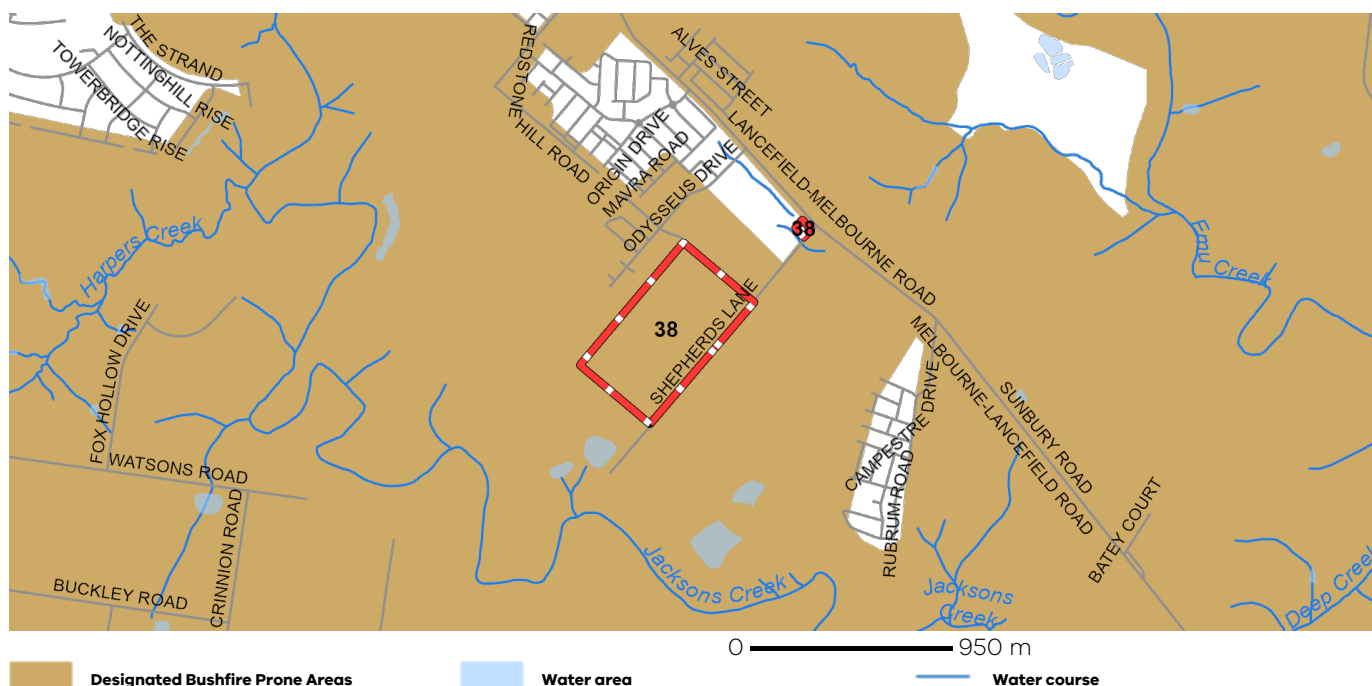 THE STRAND
NOTTINGHILL RISE
TOWERBRIDGE RISE
REDSTONE HILL ROAD
ALVES STREET
LANCEFIELD-MELBOURNE ROAD
ORIGIN DRIVE
MAVRA ROAD
ODYSSEUS DRIVE
38
Harpers Creek
Emu Creek
FOX HOLLOW DRIVE
38
SHEPHERDS LANE
MELBOURNE-LANCEFIELD ROAD
SUNBURY ROAD
CAMPESTRE DRIVE
RUBRUM ROAD
WATSONS ROAD
CRINNION ROAD
BATEY COURT
BUCKLEY ROAD
Jacksons Creek
Jacksons
Creek
Deep Creek
0 950 m
Designated Bushfire Prone Areas
Water area
Water course